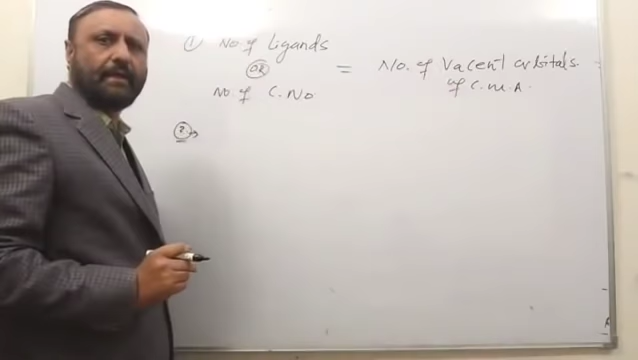 ① No. of Ligands
OR = No. of Vacent orbitals.
No of C. No. of C. M. A.
②→